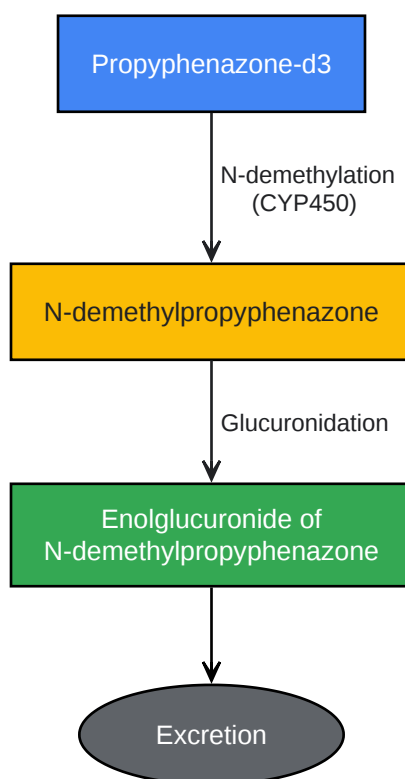 Propyphenazone-d3
N-demethylation
(CYP450)
N-demethylpropyphenazone
Glucuronidation
Enolglucuronide of
N-demethylpropyphenazone
Excretion